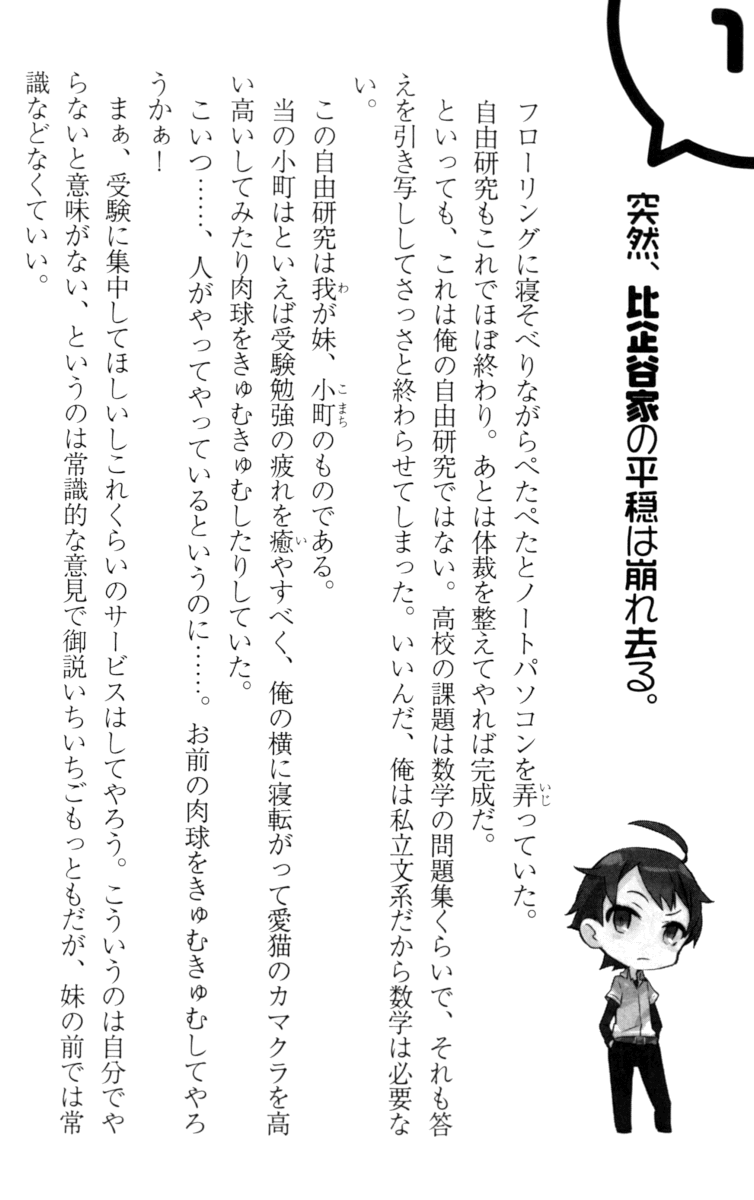 1
突然、比企谷家の平穏は崩れ去る。
フローリングに寝そべりながらぺたぺたとノートパソコンを弄っていた。
いじ
自由研究もこれでほぼ終わり。あとは体裁を整えてやれば完成だ。
といっても、これは俺の自由研究ではない。高校の課題は数学の問題集くらいで、それも答
えを引き写ししてさっさと終わらせてしまった。いいんだ、俺は私立文系だから数学は必要な
い。
この自由研究は我が妹、小町のものである。
わ
こまち
当の小町はといえば受験勉強の疲れを癒やすべく、俺の横に寝転がって愛猫のカマクラを高
い
い高いしてみたり肉球をきゅむきゅむしたりしていた。
こいつ……、人がやってやっているというのに……。お前の肉球をきゅむきゅむしてやろ
うかぁ！
まぁ、受験に集中してほしいしこれくらいのサービスはしてやろう。こういうのは自分でや
らないと意味がない、というのは常識的な意見で御説いちいちごもっともだが、妹の前では常
識などなくていい。